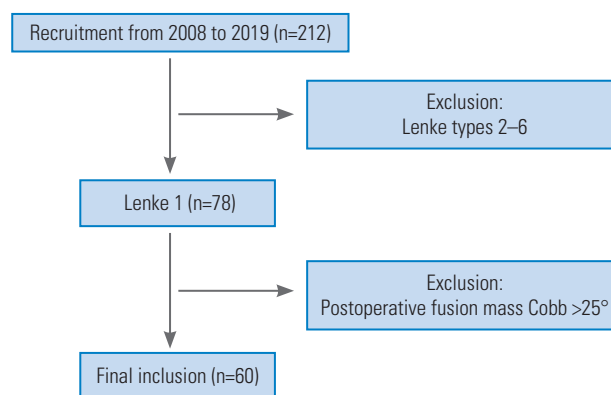 Recruitment from 2008 to 2019 (n=212)
Exclusion:
Lenke types 2–6
Lenke 1 (n=78)
Exclusion:
Postoperative fusion mass Cobb >25°
Final inclusion (n=60)